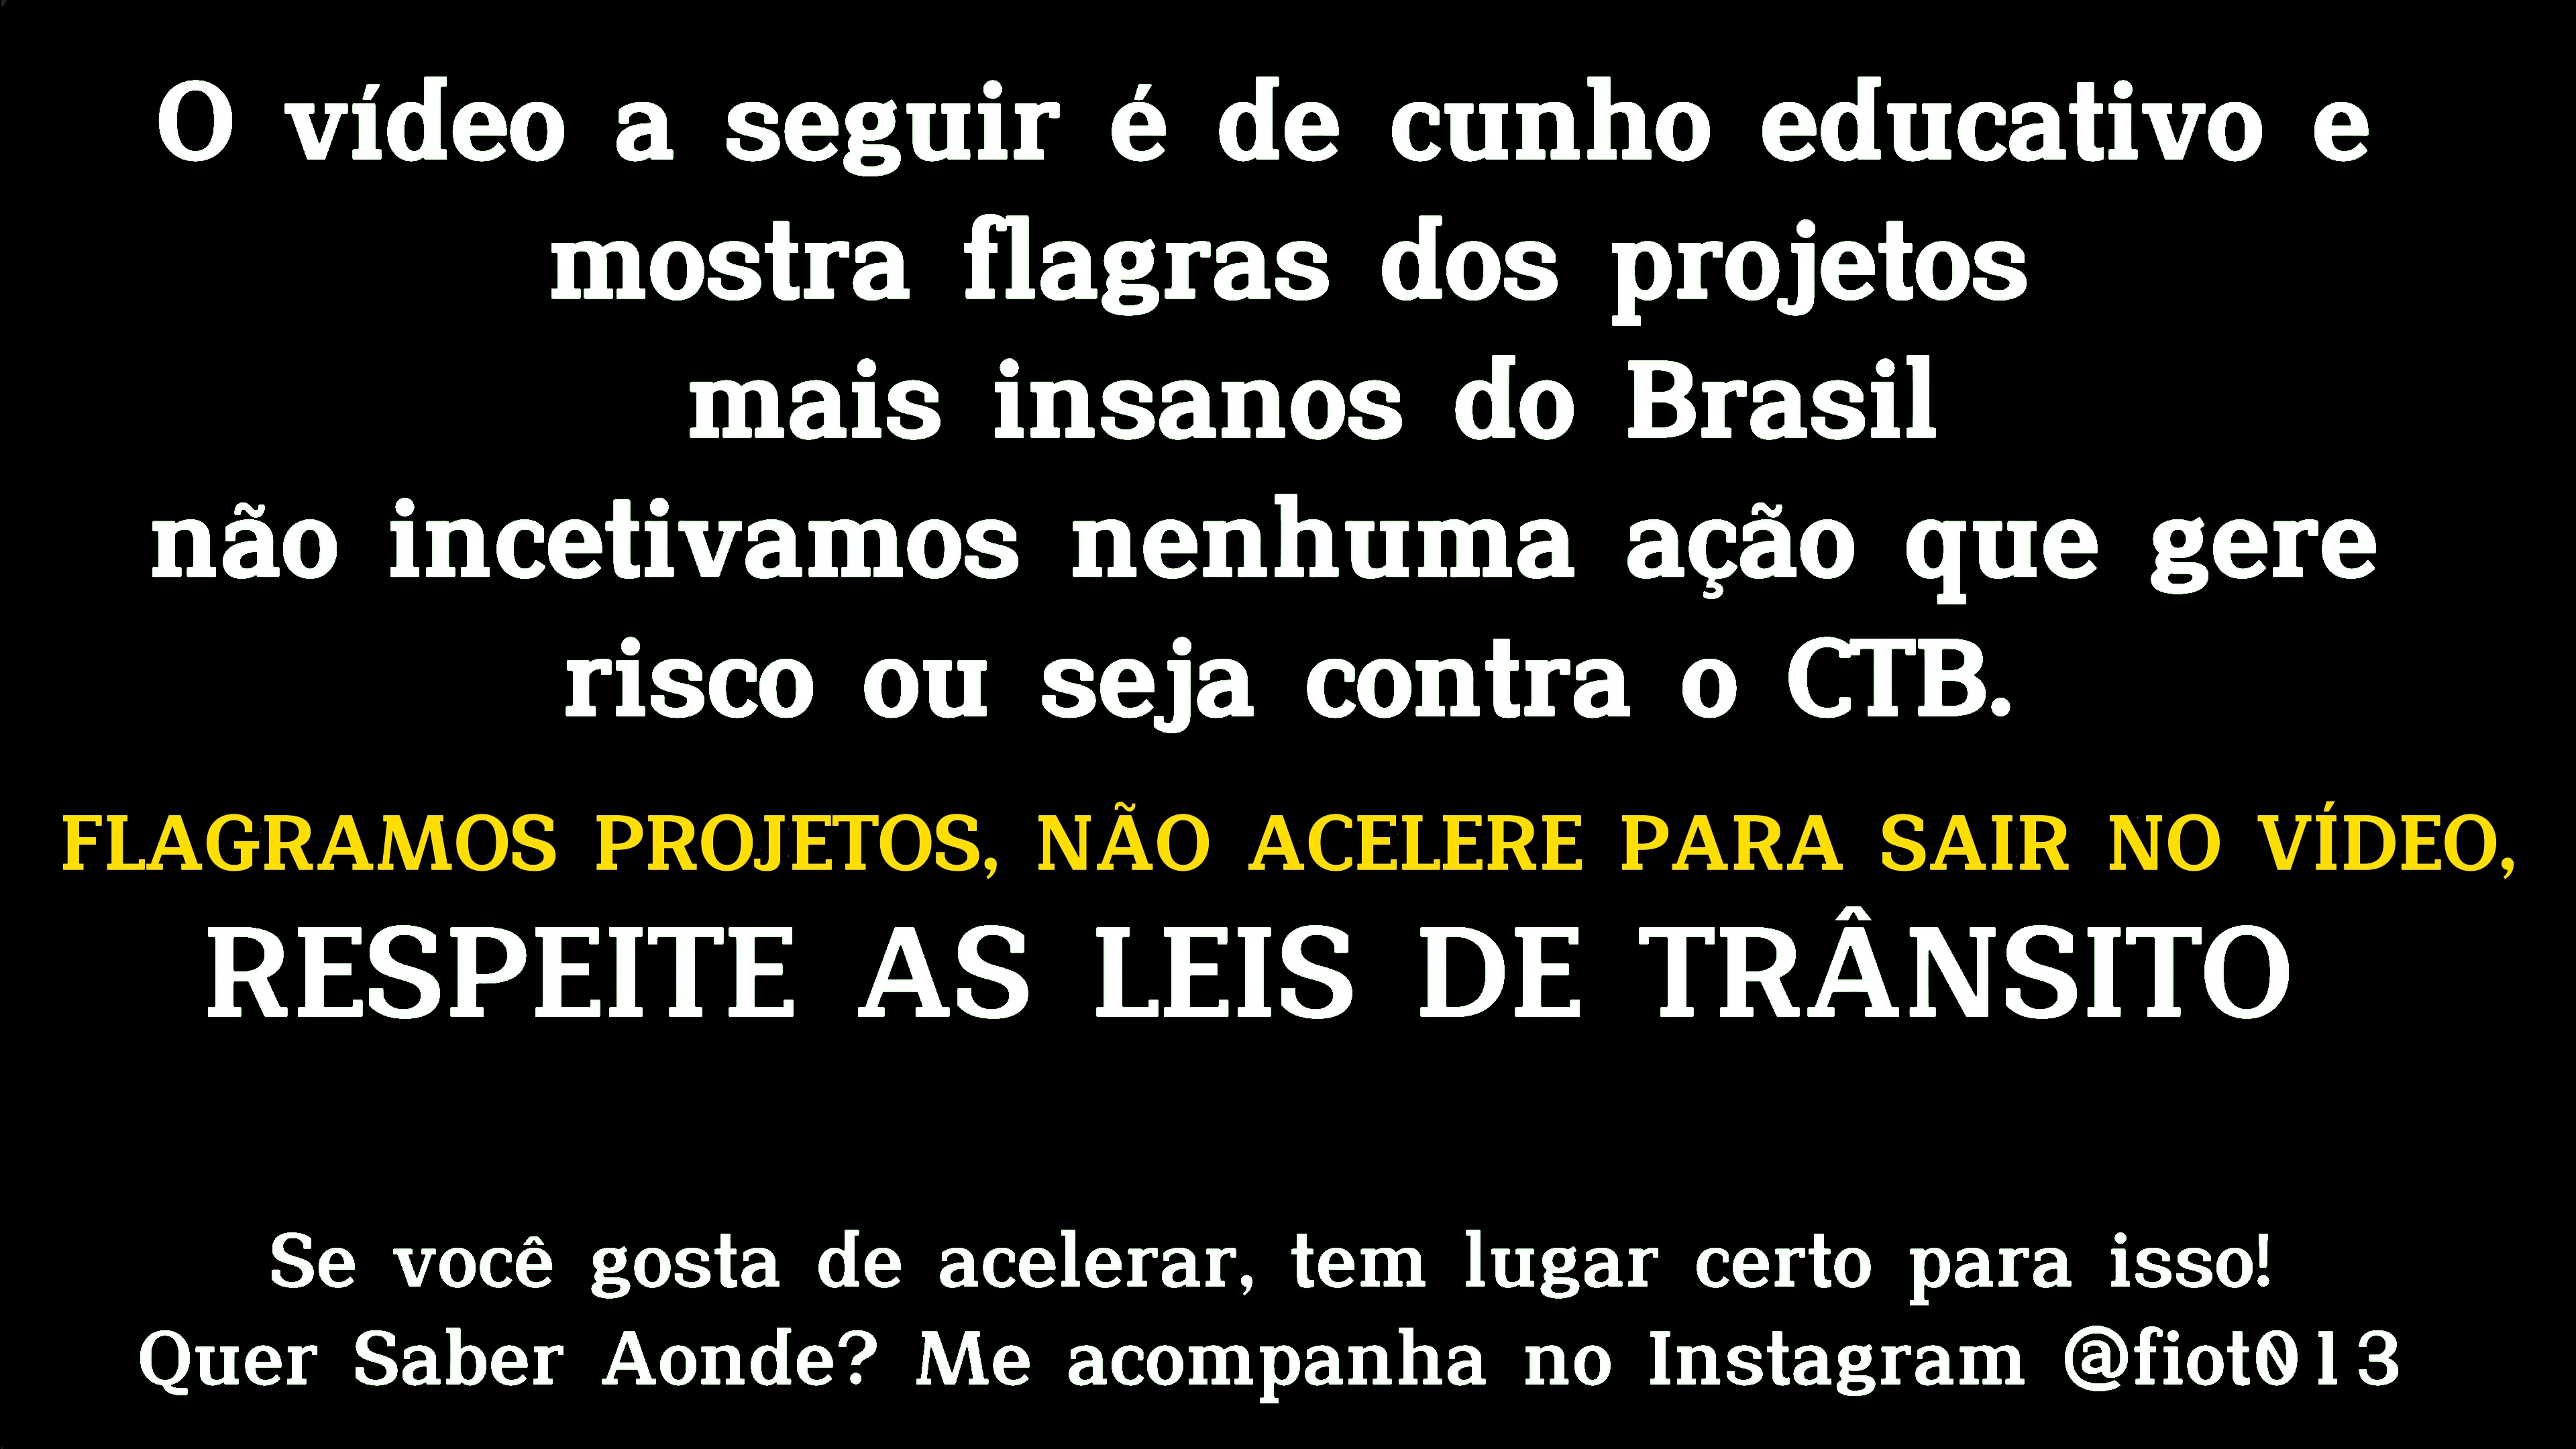 O vídeo a seguir é de cunho educativo e
mostra flagras dos projetos
mais insanos do Brasil
não incetivamos nenhuma ação que gere
risco ou seja contra o CTB.
FLAGRAMOS PROJETOS, NÃO ACELERE PARA SAIR NO VÍDEO,
RESPEITE AS LEIS DE TRÂNSITO
Se você gosta de acelerar, tem lugar certo para isso!
Quer Saber Aonde? Me acompanha no Instagram @fiot013